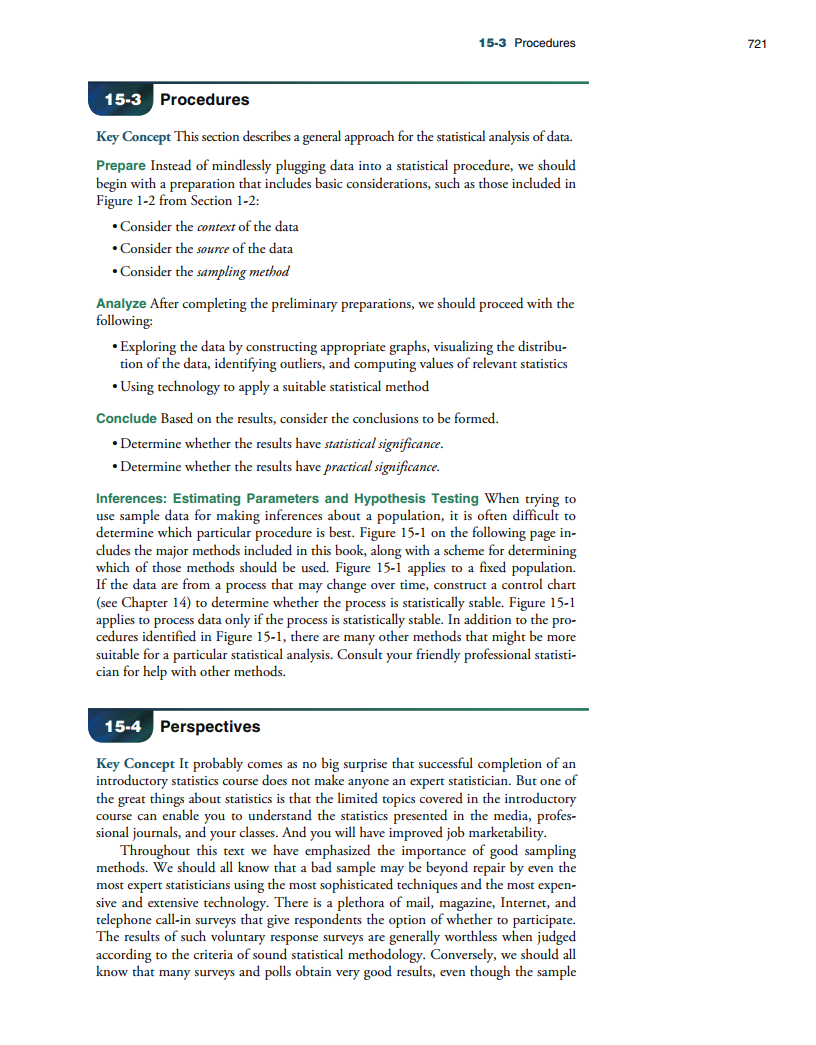 15-3 Procedures 721
15-3 Procedures
Key Concept This section describes a general approach for the statistical analysis of data.
Prepare Instead of mindlessly plugging data into a statistical procedure, we should
begin with a preparation that includes basic considerations, such as those included in
Figure 1-2 from Section 1-2:
• Consider the context of the data
• Consider the source of the data
• Consider the sampling method
Analyze After completing the preliminary preparations, we should proceed with the
following:
• Exploring the data by constructing appropriate graphs, visualizing the distribu-
tion of the data, identifying outliers, and computing values of relevant statistics
• Using technology to apply a suitable statistical method
Conclude Based on the results, consider the conclusions to be formed.
• Determine whether the results have statistical significance.
• Determine whether the results have practical significance.
Inferences: Estimating Parameters and Hypothesis Testing When trying to
use sample data for making inferences about a population, it is often difficult to
determine which particular procedure is best. Figure 15-1 on the following page in-
cludes the major methods included in this book, along with a scheme for determining
which of those methods should be used. Figure 15-1 applies to a fixed population.
If the data are from a process that may change over time, construct a control chart
(see Chapter 14) to determine whether the process is statistically stable. Figure 15-1
applies to process data only if the process is statistically stable. In addition to the pro-
cedures identified in Figure 15-1, there are many other methods that might be more
suitable for a particular statistical analysis. Consult your friendly professional statisti-
cian for help with other methods.
15-4 Perspectives
Key Concept It probably comes as no big surprise that successful completion of an
introductory statistics course does not make anyone an expert statistician. But one of
the great things about statistics is that the limited topics covered in the introductory
course can enable you to understand the statistics presented in the media, profes-
sional journals, and your classes. And you will have improved job marketability.
Throughout this text we have emphasized the importance of good sampling
methods. We should all know that a bad sample may be beyond repair by even the
most expert statisticians using the most sophisticated techniques and the most expen-
sive and extensive technology. There is a plethora of mail, magazine, Internet, and
telephone call-in surveys that give respondents the option of whether to participate.
The results of such voluntary response surveys are generally worthless when judged
according to the criteria of sound statistical methodology. Conversely, we should all
know that many surveys and polls obtain very good results, even though the sample